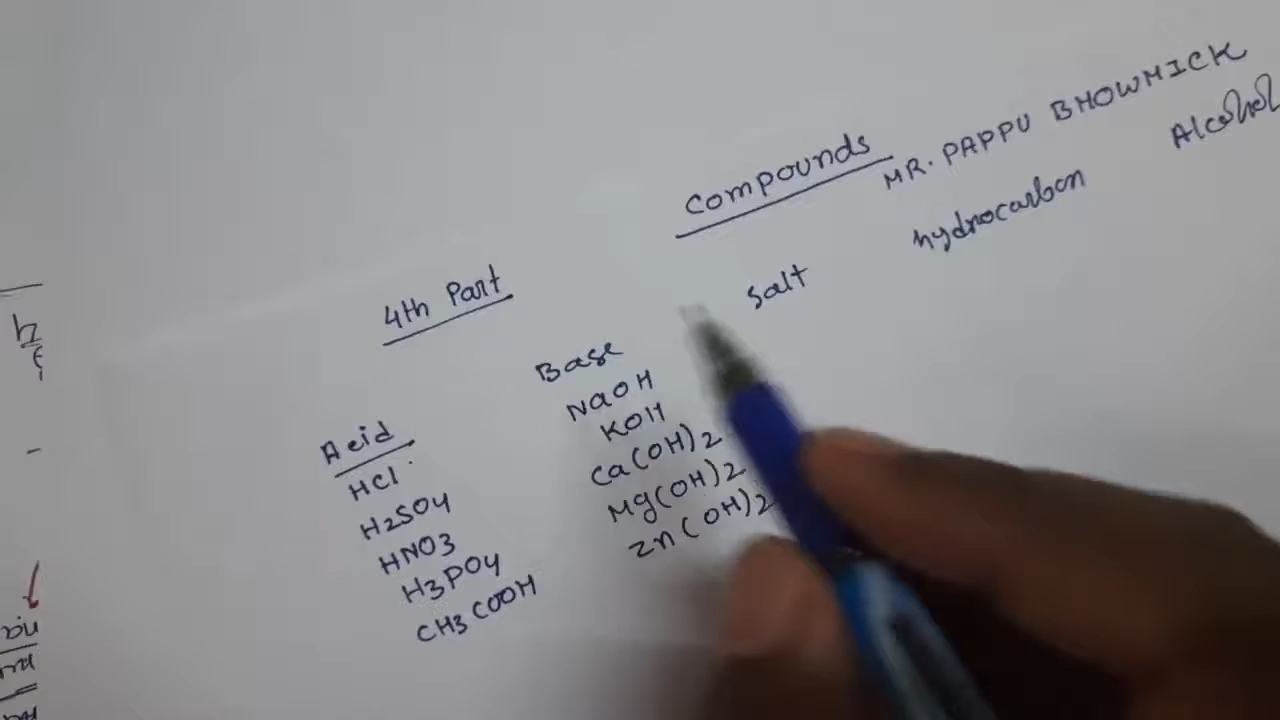 MR. PAPPU BHOWMICK
Compounds
Alcohol
hydrocarbon
Salt
4th Part
Base
NaOH
KOH
Ca(OH)2
Mg(OH)2
Zn(OH)2
Acid
HCl
H2SO4
HNO3
H3PO4
CH3COOH